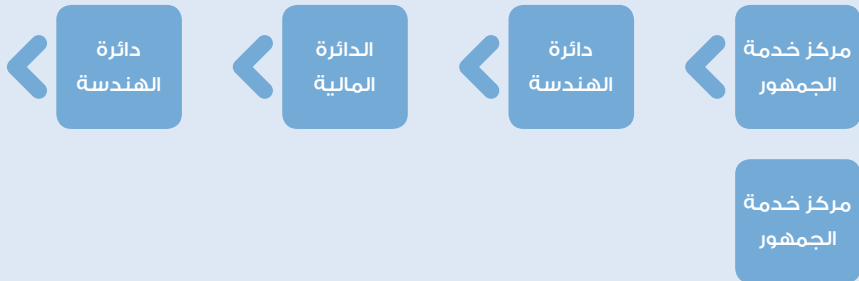 مركز خدمة
الجمهور
دائرة
الهندسة
الدائرة
المالية
دائرة
الهندسة
مركز خدمة
الجمهور